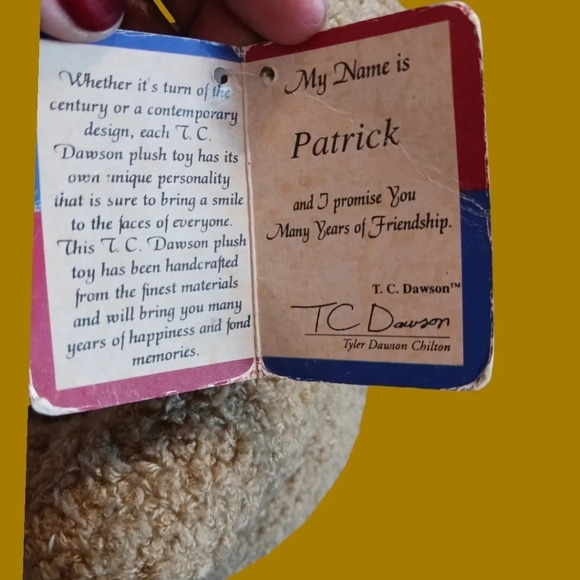 Whether it's turn of the
century or a contemporary
design, each T. C.
Dawson plush toy has its
own unique personality
that is sure to bring a smile
to the faces of everyone.
This T. C. Dawson plush
toy has been handcrafted
from the finest materials
and will bring you many
years of happiness and fond
memories.
My Name is
Patrick
and I promise You
Many Years of Friendship.
T. C. Dawson™
TC Dawson
Tyler Dawson Chilton